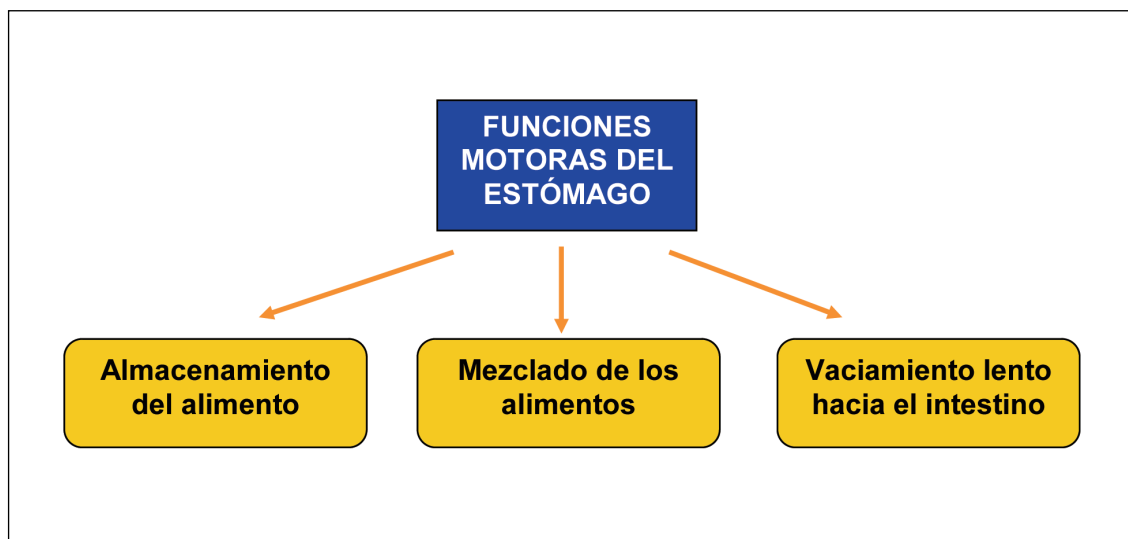 FUNCIONES
MOTORAS DEL
ESTÓMAGO
Almacenamiento
del alimento
Mezclado de los
alimentos
Vaciamiento lento
hacia el intestino